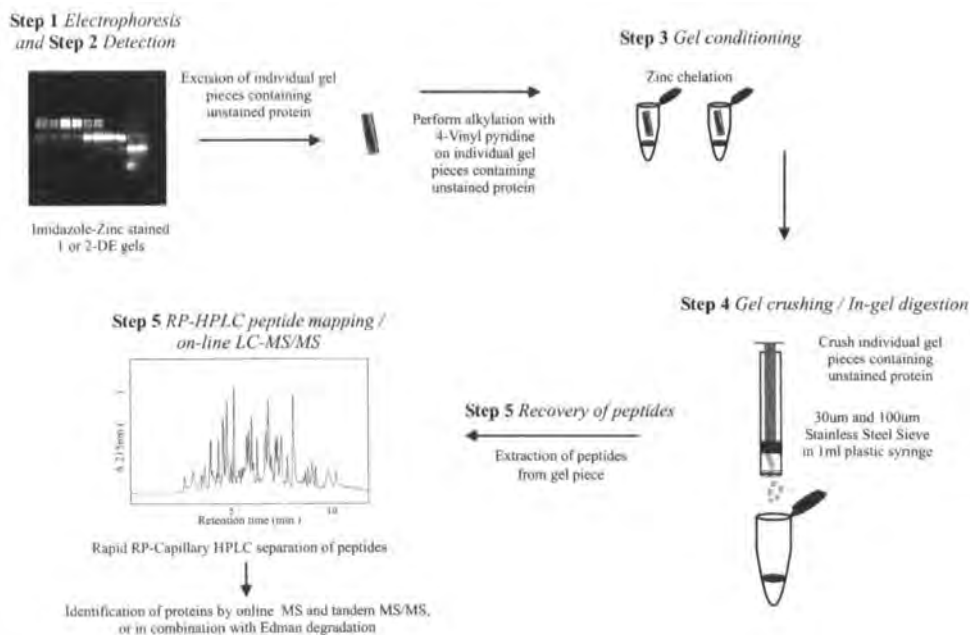 Step 1 Electrophoresis
and Step 2 Detection
Excision of individual gel
pieces containing
unstained protein
Imidazole-Zinc stained
1 or 2-DE gels
Perform alkylation with
4-Vinyl pyridine
on individual gel
pieces containing
unstained protein
Step 3 Gel conditioning
Zinc chelation
Step 4 Gel crushing / In-gel digestion
Crush individual gel
pieces containing
unstained protein
30um and 100um
Stainless Steel Sieve
in 1ml plastic syringe
Step 5 Recovery of peptides
Extraction of peptides
from gel piece
Step 5 RP-HPLC peptide mapping /
on-line LC-MS/MS
5
10
Retention time (min )
Rapid RP-Capillary HPLC separation of peptides
Identification of proteins by online MS and tandem MS/MS,
or in combination with Edman degradation